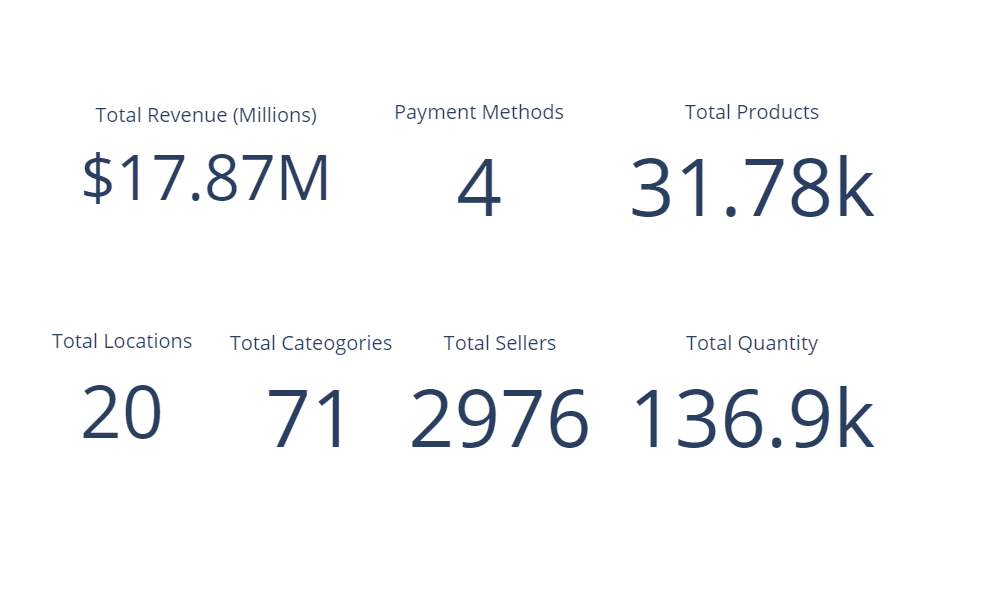 Total Revenue (Millions)
Payment Methods
Total Products
$17.87M
4
31.78k
Total Locations
Total Cateogories
Total Sellers
Total Quantity
20
71
2976
136.9k